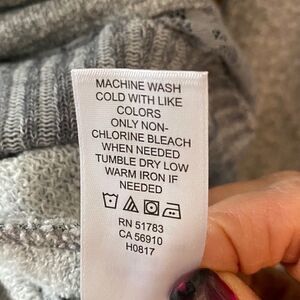 MACHINE WASH
COLD WITH LIKE
COLORS
ONLY NON-
CHLORINE BLEACH
WHEN NEEDED
TUMBLE DRY LOW
WARM IRON IF
NEEDED
RN 51783
CA 56910
H0817